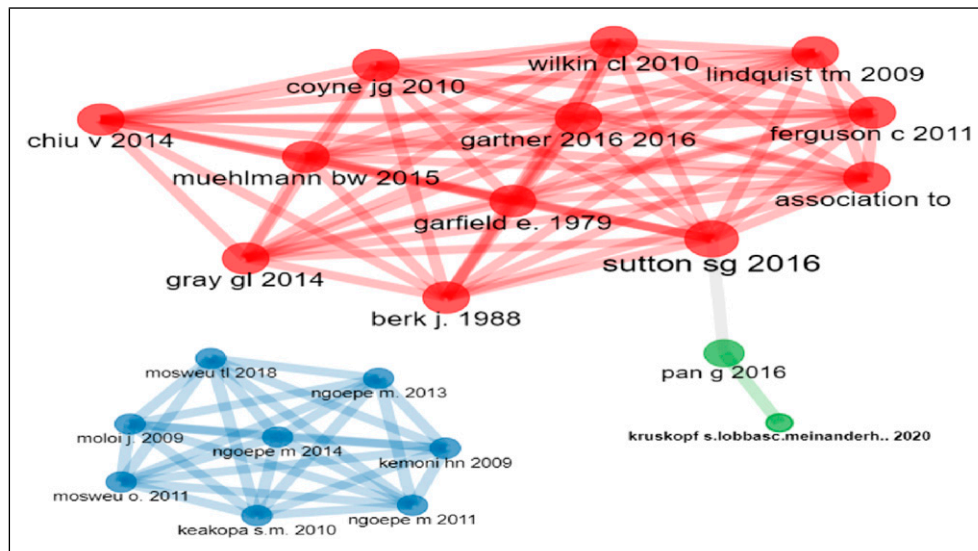 wilkin cl 2010
lindquist tm 2009
coyne jg 2010
chiu v 2014
gartner 2016 2016
ferguson c 2011
muehlmann bw 2015
association to
garfield e. 1979
sutton sg 2016
gray gl 2014
berk j. 1988
mosweu tl 2018
pan g 2016
ngoepe m. 2013
moloi j. 2009
kruskopf s.lobbasc.meinanderh.. 2020
ngoepe m 2014
kemoni hn 2009
mosweu o. 2011
ngoepe m 2011
keakopa s.m. 2010